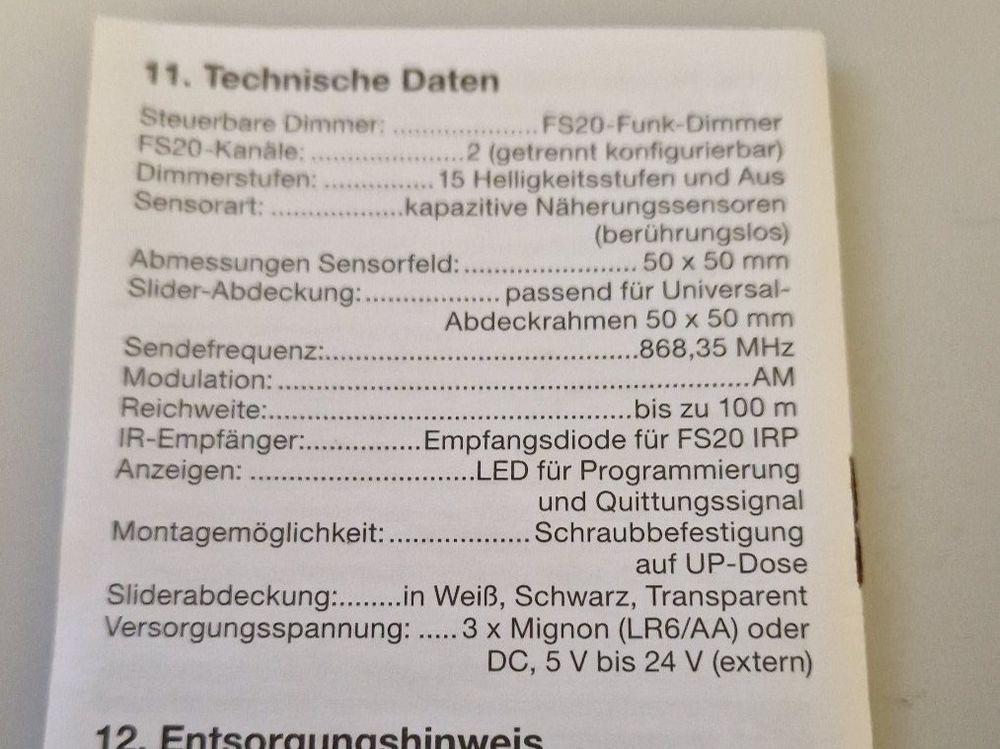 11. Technische Daten
Steuerbare Dimmer: .................... FS20-Funk-Dimmer
FS20-Kanäle: ......................2 (getrennt konfigurierbar)
Dimmerstufen: ................ 15 Helligkeitsstufen und Aus
Sensorart: ...................kapazitive Näherungssensoren
(berührungslos)
Abmessungen Sensorfeld:......................... 50 x 50 mm
Slider-Abdeckung:................... passend für Universal-
Abdeckrahmen 50 x 50 mm
Sendefrequenz:.............................................868,35 MHz
Modulation: ....................................................................AM
Reichweite:....................................................bis zu 100 m
IR-Empfänger:................Empfangsdiode für FS20 IRP
Anzeigen: ................................LED für Programmierung
und Quittungssignal
Montagemöglichkeit: .................... Schraubbefestigung
auf UP-Dose
Sliderabdeckung:.........in Weiß, Schwarz, Transparent
Versorgungsspannung: ..... 3 x Mignon (LR6/AA) oder
DC, 5 V bis 24 V (extern)
12. Entsorgungshinweis